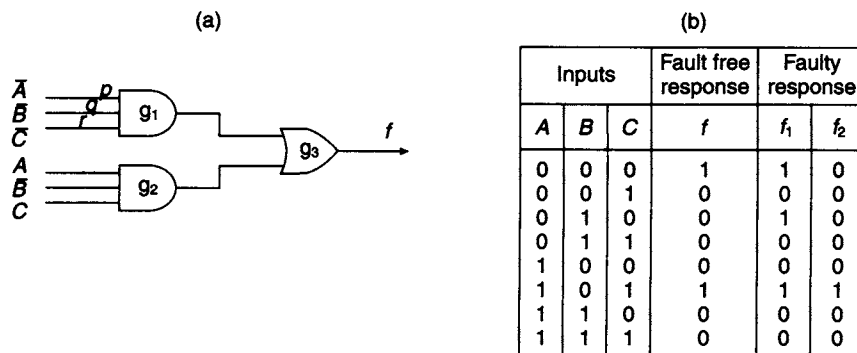 (a)
Ā
B̄
C̄
p
q
r
g₁
A
B̄
C
g₂
g₃
f
(b)
Inputs Fault free response Faulty response
A B C f f₁ f₂
0 0 0 1 1 0
0 0 1 0 0 0
0 1 0 0 1 0
0 1 1 0 0 0
1 0 0 0 0 0
1 0 1 1 1 1
1 1 0 0 0 0
1 1 1 0 0 0